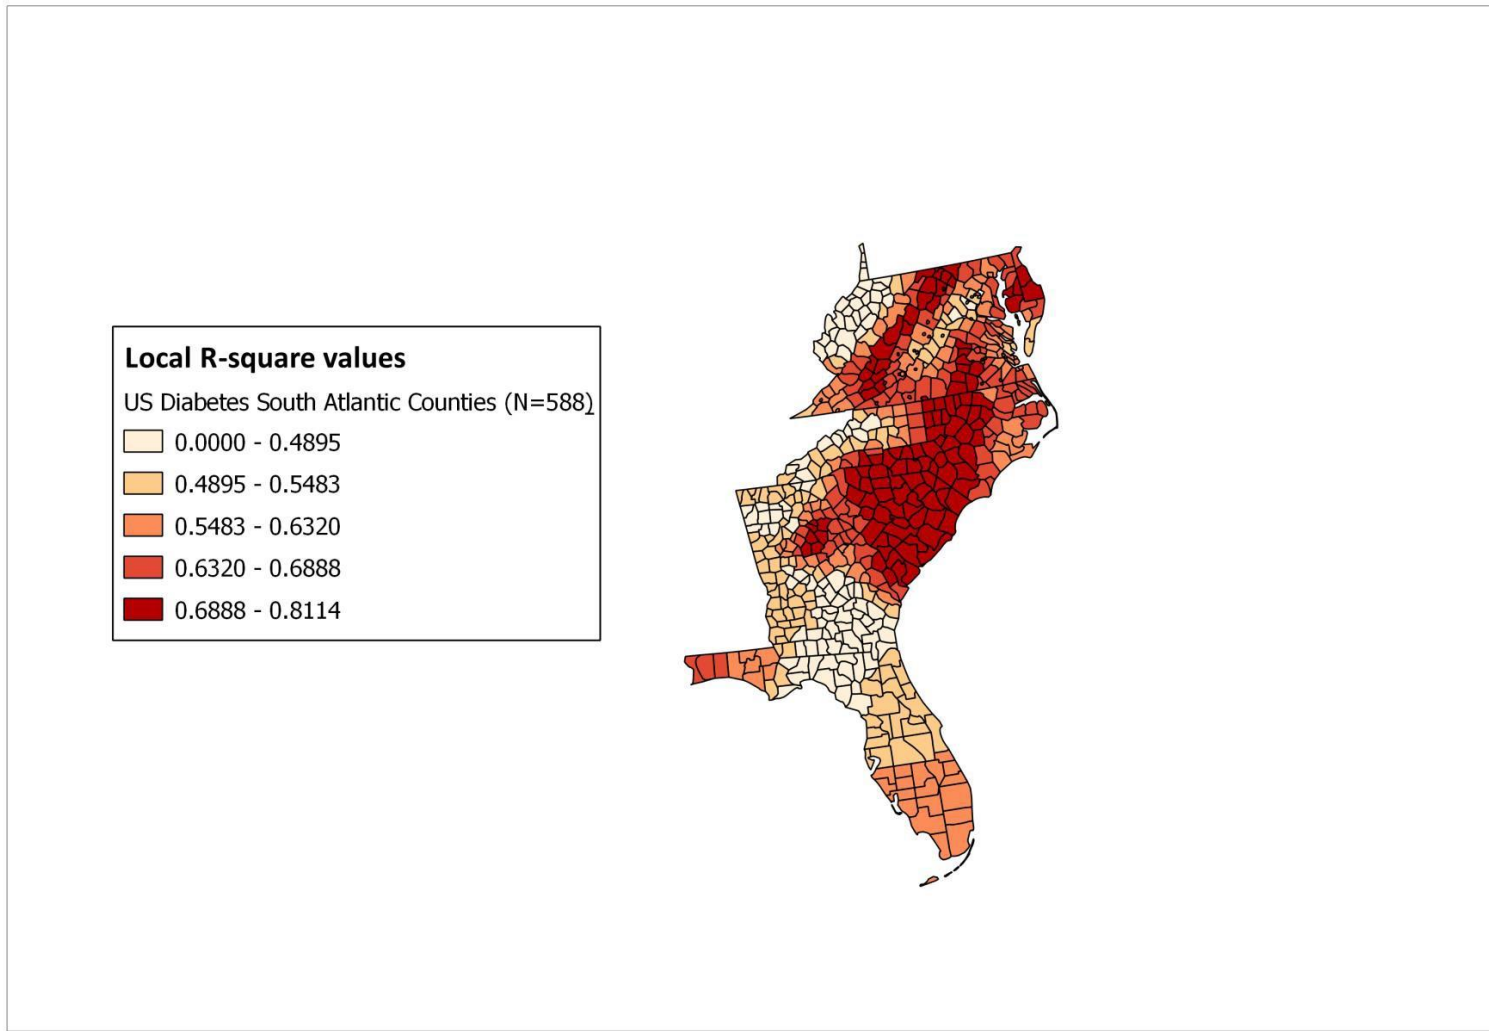 Local R-square values
US Diabetes South Atlantic Counties (N=588)
0.0000 - 0.4895
0.4895 - 0.5483
0.5483 - 0.6320
0.6320 - 0.6888
0.6888 - 0.8114